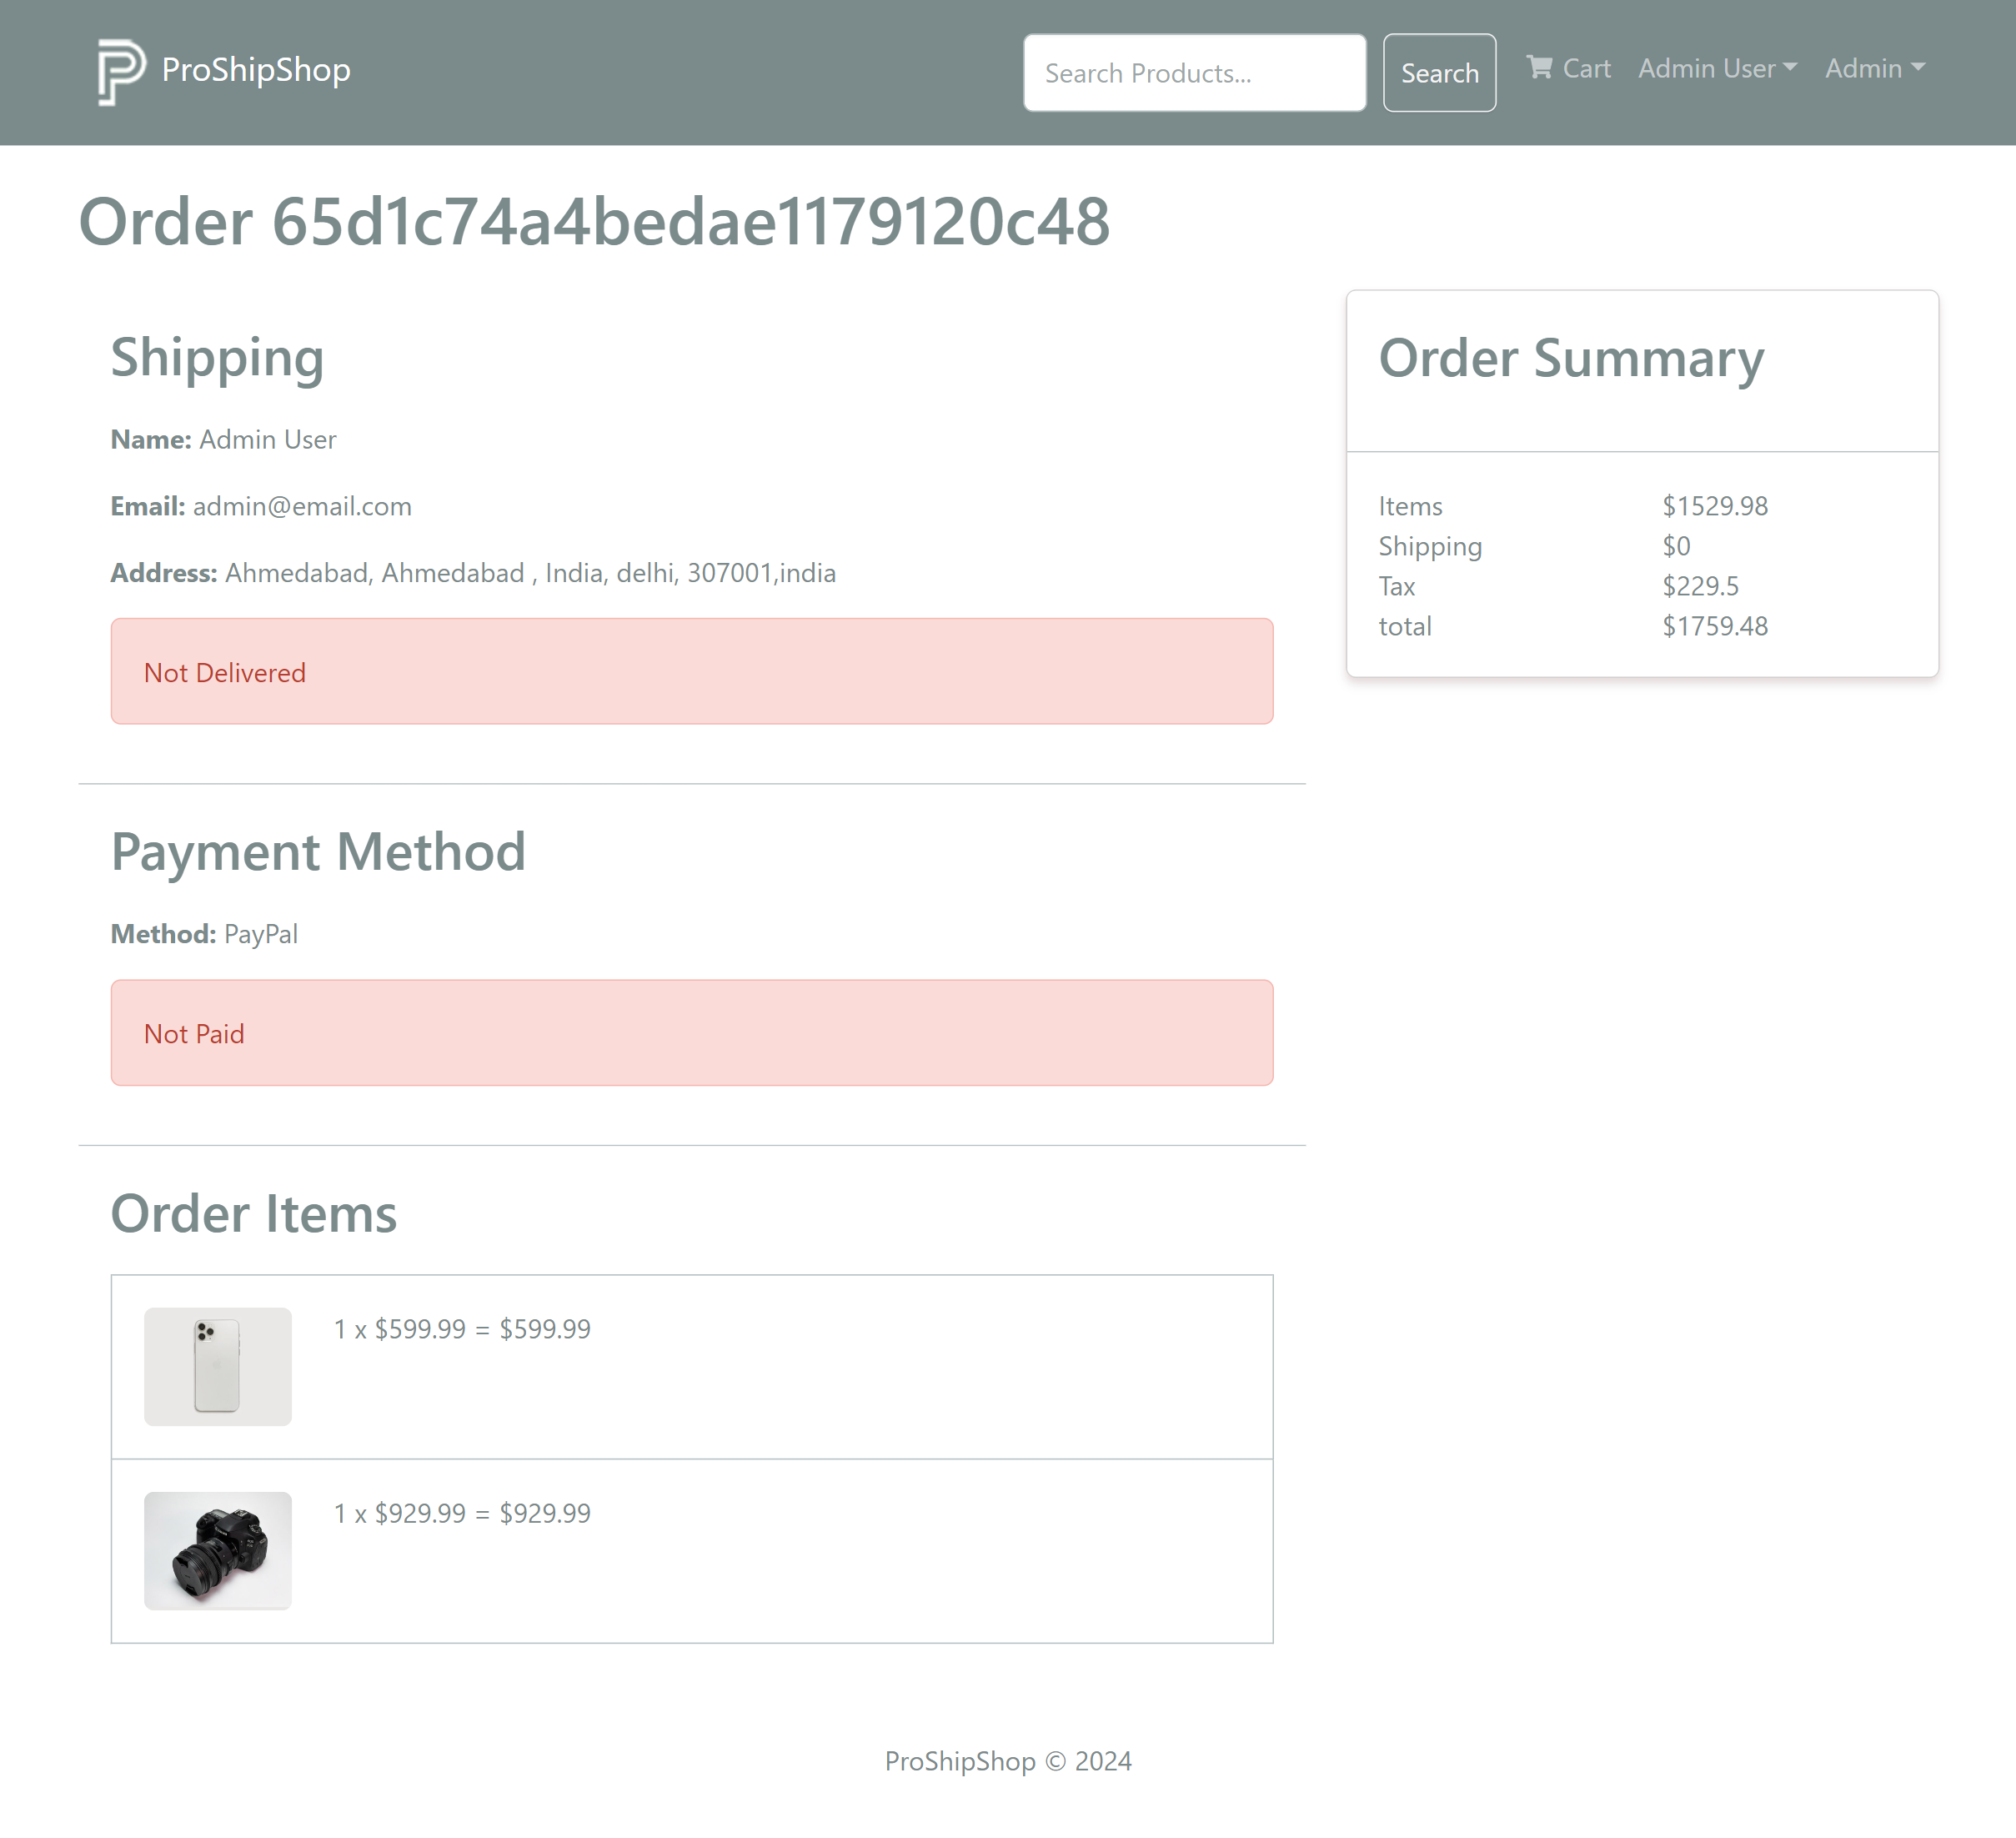 ProShipShop
Search Products...
Search
Cart
Admin User
Admin
Order 65d1c74a4bedae1179120c48
Shipping
Name: Admin User
Email: admin@email.com
Address: Ahmedabad, Ahmedabad , India, delhi, 307001,india
Not Delivered
Payment Method
Method: PayPal
Not Paid
Order Items
1 x $599.99 = $599.99
1 x $929.99 = $929.99
Order Summary
Items $1529.98
Shipping $0
Tax $229.5
total $1759.48
ProShipShop © 2024